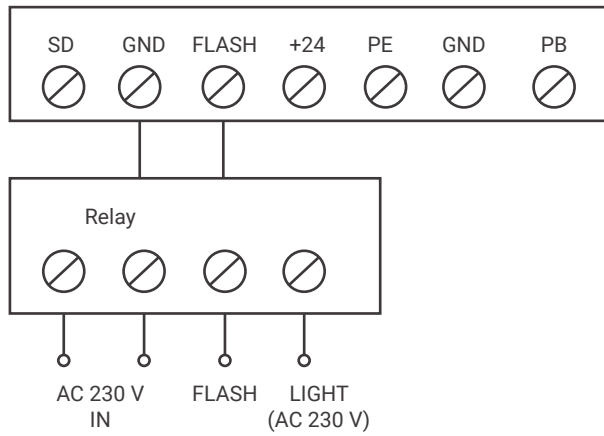 SD GND FLASH +24 PE GND PB
Relay
AC 230 V FLASH LIGHT
IN (AC 230 V)